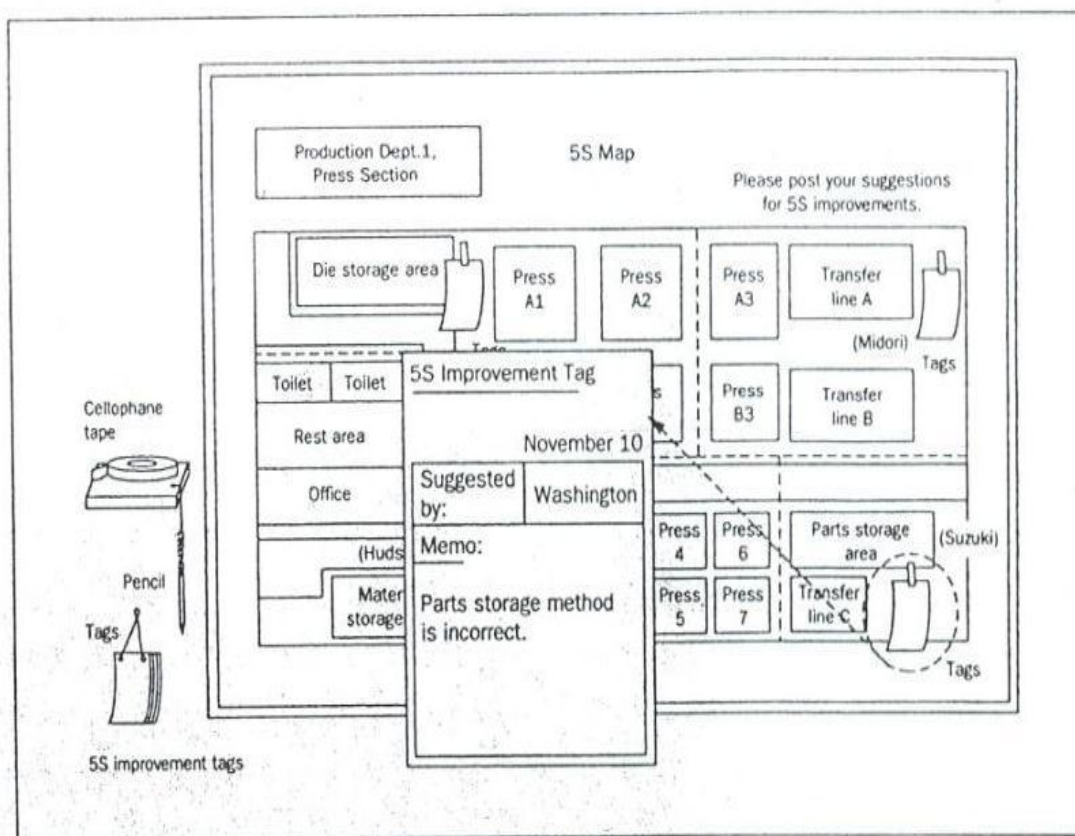 Production Dept.1,
Press Section
5S Map
Please post your suggestions
for 5S improvements.
Die storage area
Press
A1
Press
A2
Press
A3
Transfer
line A
(Midori)
Tags
Toilet
Toilet
Press
B3
Transfer
line B
Rest area
Office
(Huds
Mater
storage
Press
4
Press
6
Press
5
Press
7
Parts storage
area
(Suzuki)
Transfer
line C
Tags
5S Improvement Tag
November 10
Suggested
by:
Washington
Memo:
Parts storage method
is incorrect.
Cellophane
tape
Pencil
Tags
5S improvement tags